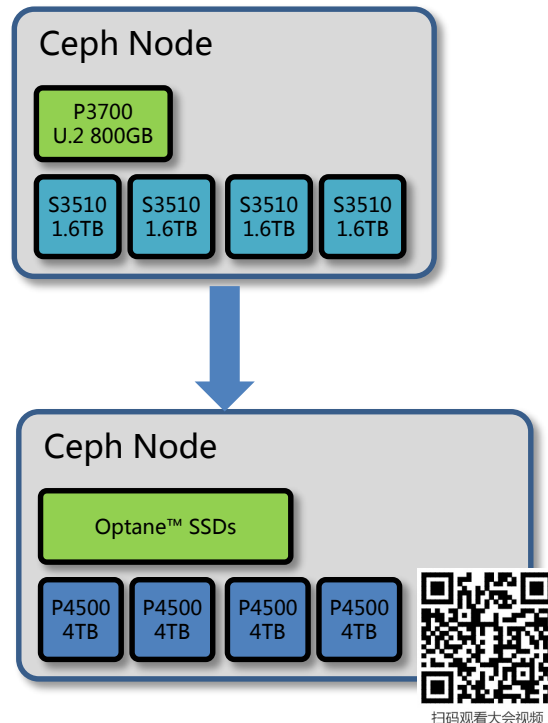 Ceph Node
P3700
U.2 800GB
S3510 S3510 S3510 S3510
1.6TB 1.6TB 1.6TB 1.6TB
Ceph Node
Optane™ SSDs
P4500 P4500 P4500 P4500
4TB 4TB 4TB 4TB
扫码观看大会视频